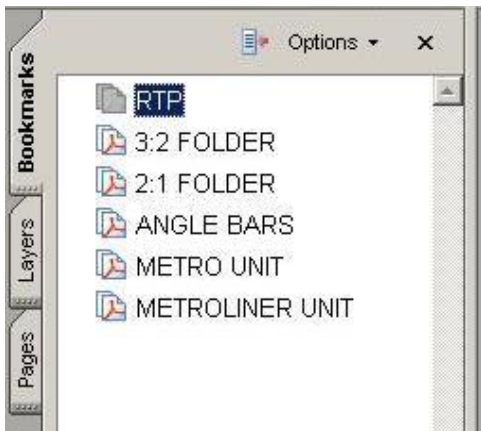 Options
Bookmarks
Layers
Pages
RTP
3:2 FOLDER
2:1 FOLDER
ANGLE BARS
METRO UNIT
METROLINER UNIT